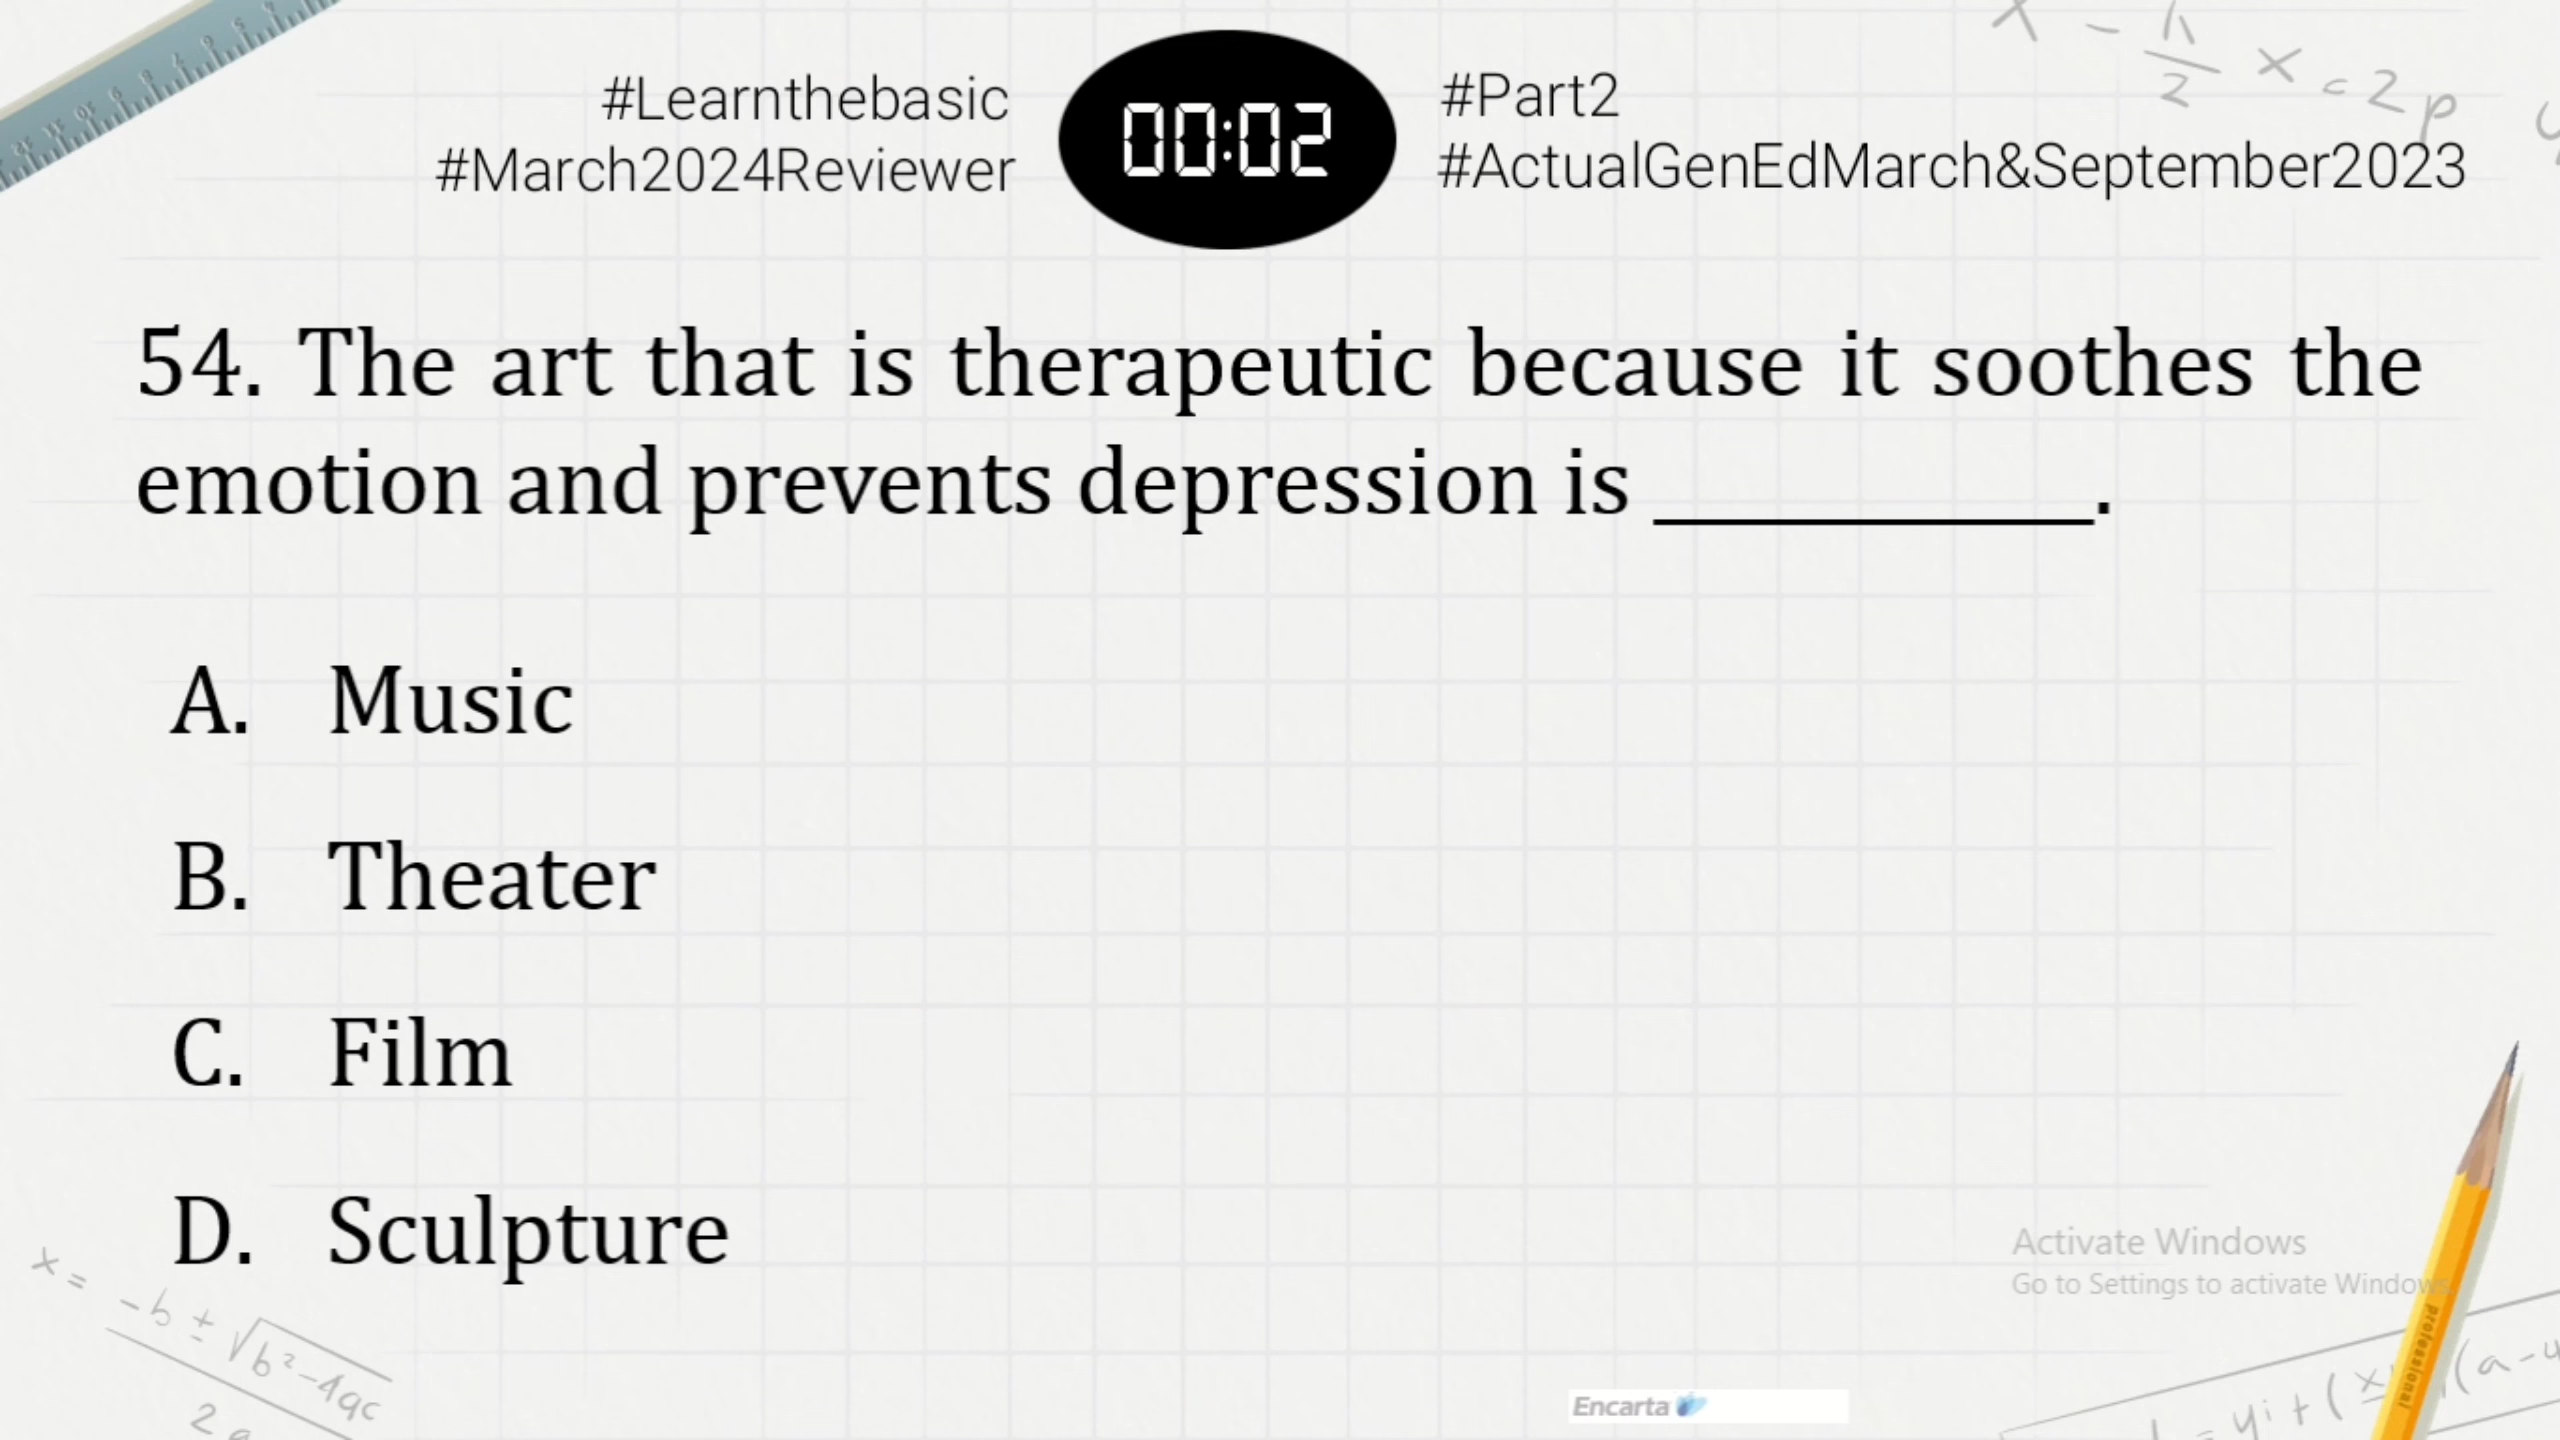 #Learnthebasic
#March2024Reviewer
00:02
#Part2
#ActualGenEdMarch&September2023
54. The art that is therapeutic because it soothes the
emotion and prevents depression is __________.
A. Music
B. Theater
C. Film
D. Sculpture
Activate Windows
Go to Settings to activate Windows
professional
Encarta